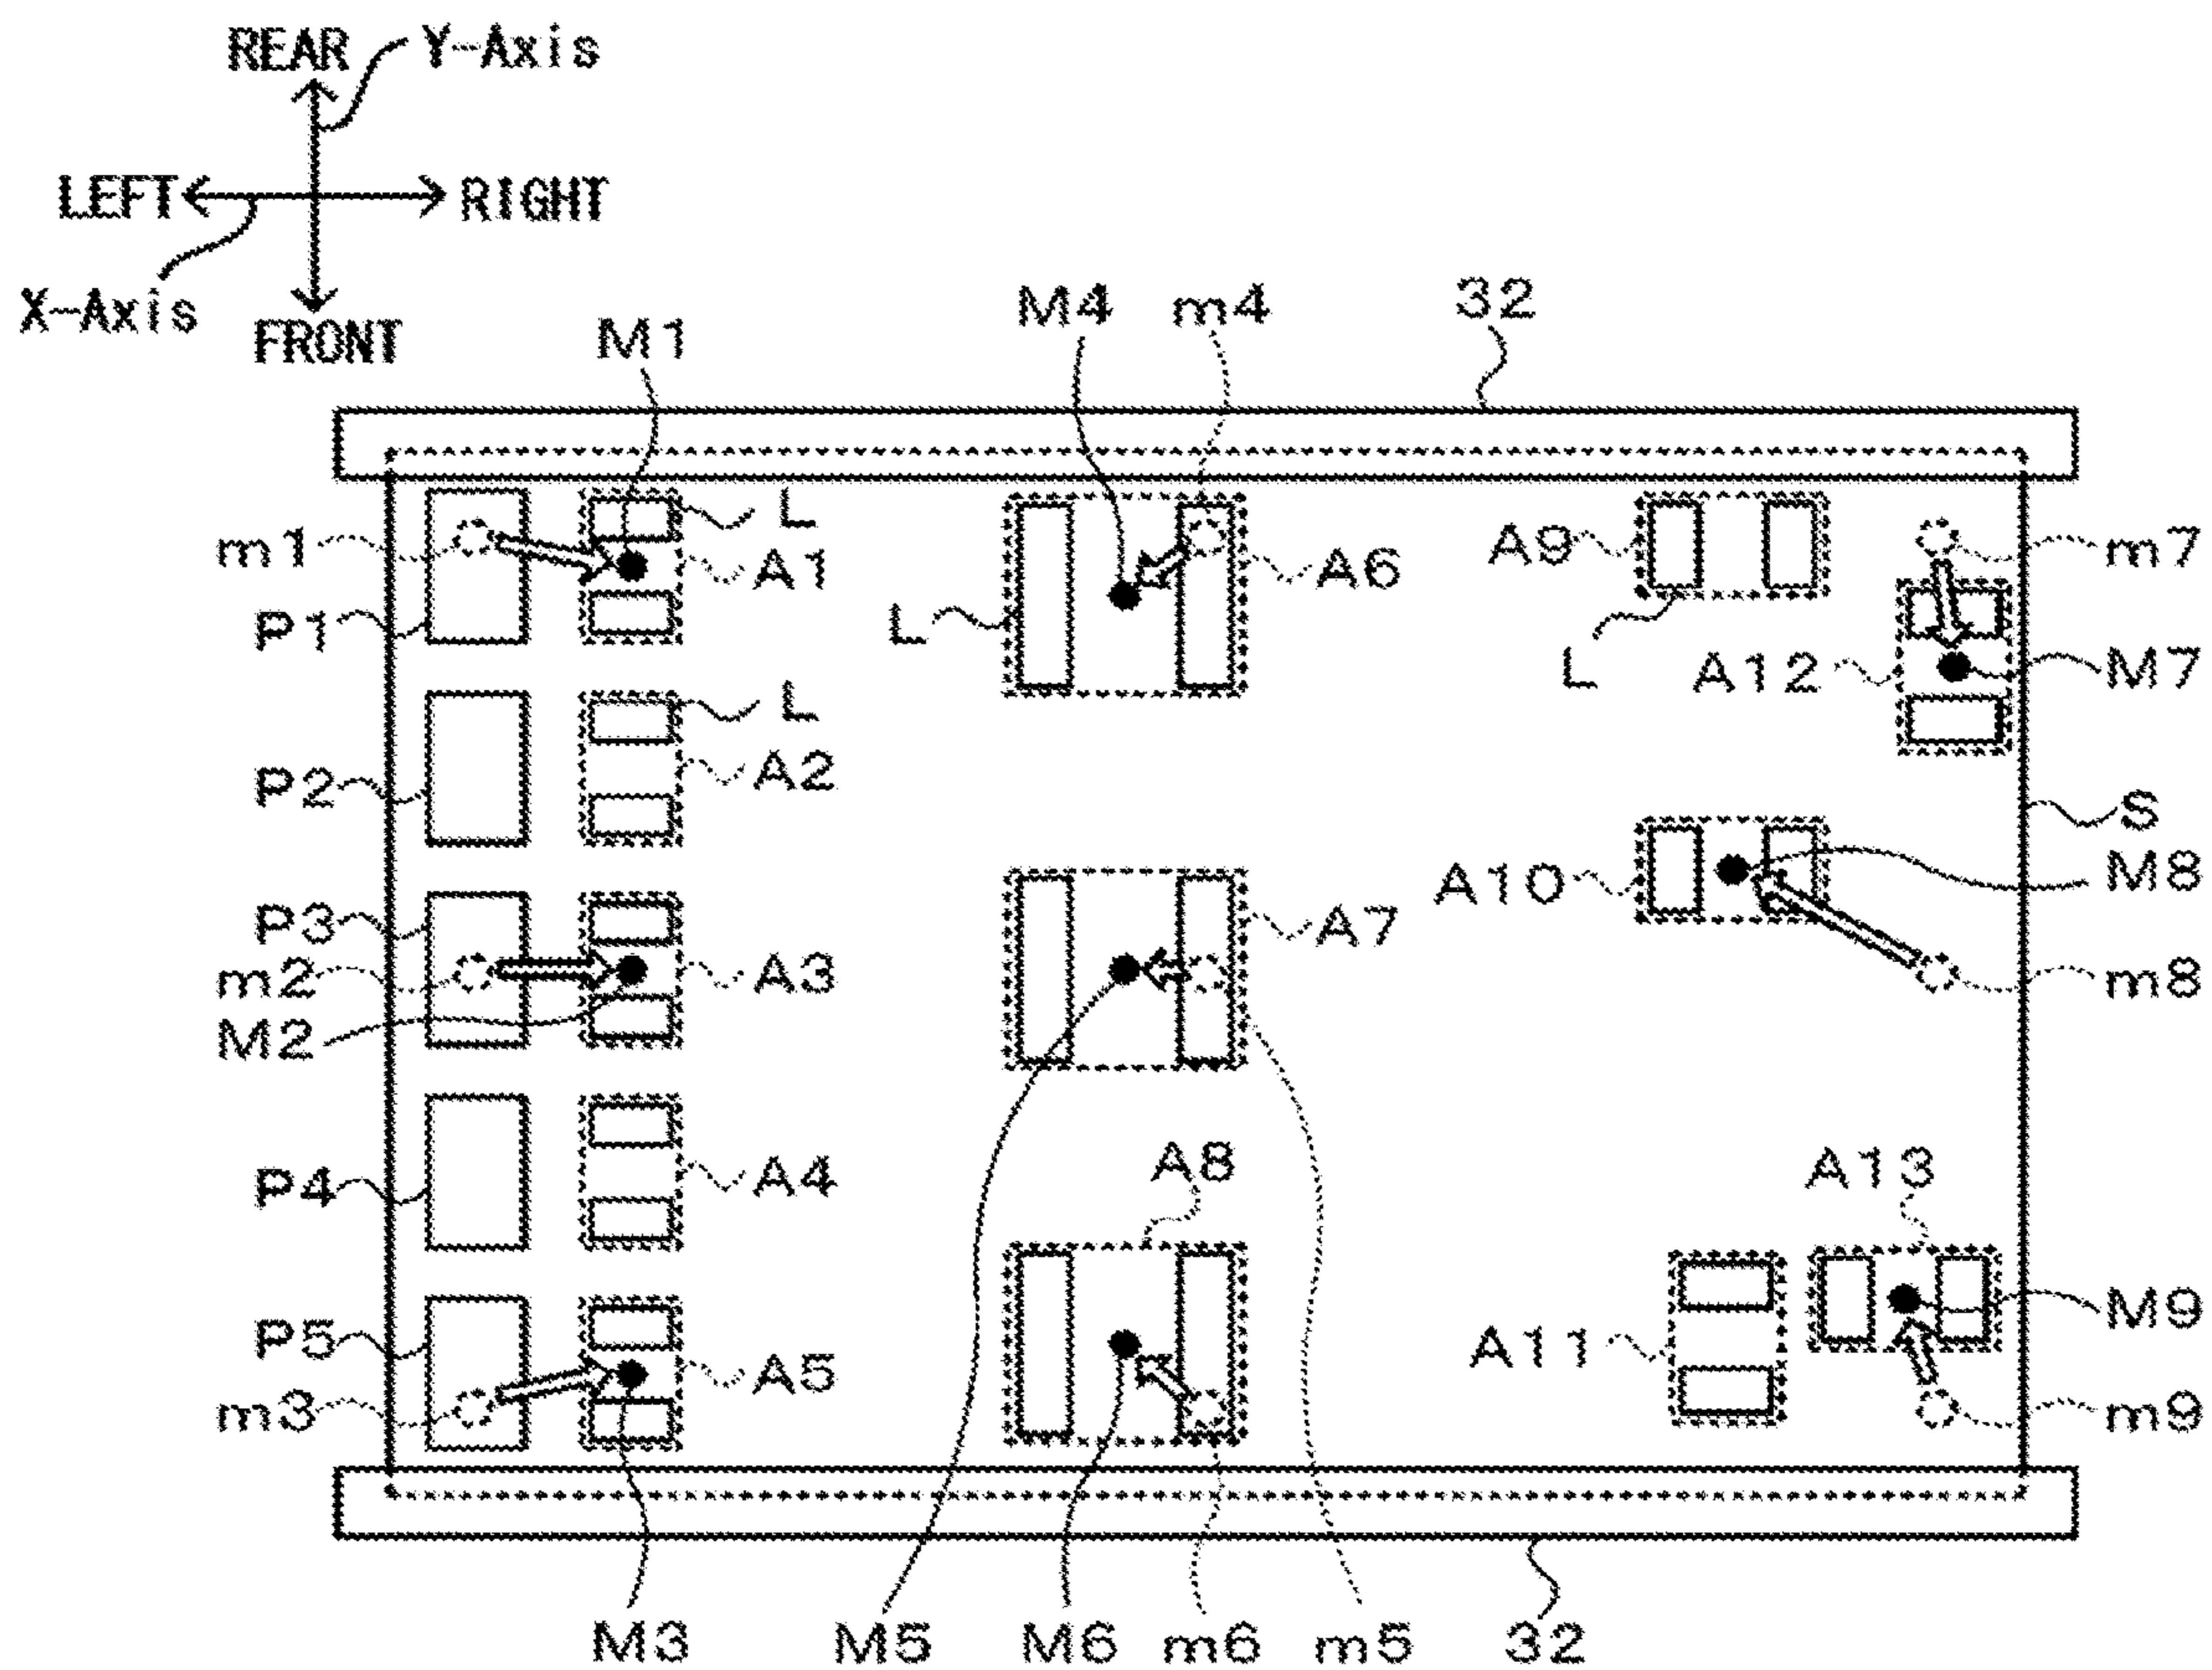 REAR Y-Axis
LEFT RIGHT
X-Axis
FRONT
M1 M4 m4 32
m1 L A1 A6 A9 m7
P1 L L A12 M7
L
P2 A2 S
P3 A7 A10 M8
m2 A3 m8
M2
P4 A4 A8 A13
P5 A5 A11 M9
m3 m9
M3 M5 M6 m6 m5 32